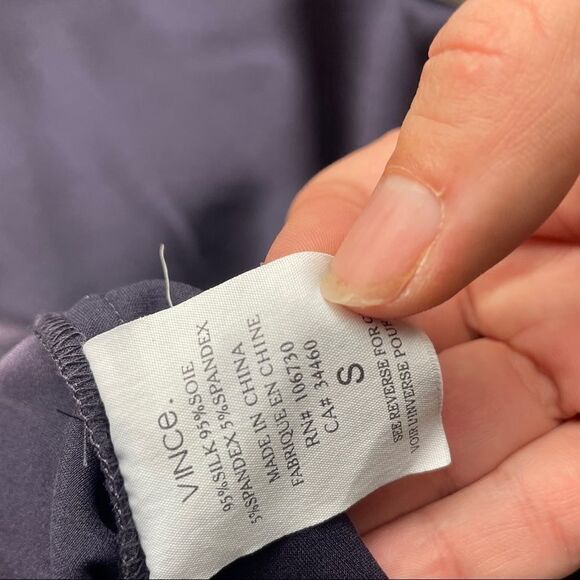 VINCE.
95%SILK 95%SOIE
5%SPANDEX 5%SPANDEX
MADE IN CHINA
FABRIQUE EN CHINE
RN# 106730
CA# 34460
S
SEE REVERSE FOR
VOIR L'INVERSE POUR